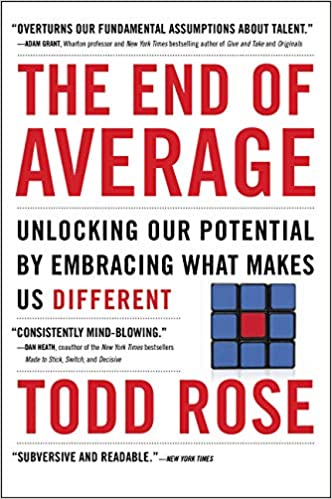 "OVERTURNS OUR FUNDAMENTAL ASSUMPTIONS ABOUT TALENT."
—ADAM GRANT, Wharton professor and New York Times bestselling author of Give and Take and Originals
THE END OF
AVERAGE
UNLOCKING OUR POTENTIAL
BY EMBRACING WHAT MAKES
US DIFFERENT
"CONSISTENTLY MIND-BLOWING."
—DAN HEATH, coauthor of the New York Times bestsellers
Made to Stick, Switch, and Decisive
TODD ROSE
"SUBVERSIVE AND READABLE."—NEW YORK TIMES